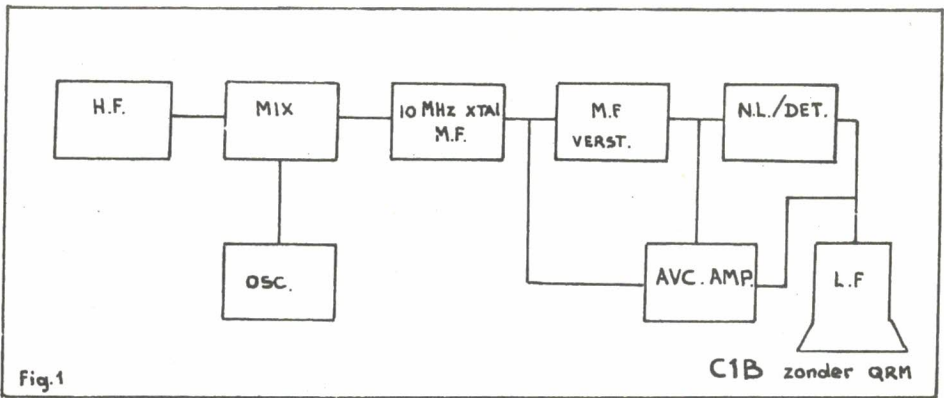 H.F.
MIX
10 MHz XTAL
M.F.
M.F
VERST.
N.L./DET.
OSC.
AVC. AMP.
L.F
Fig.1
C1B zonder QRM